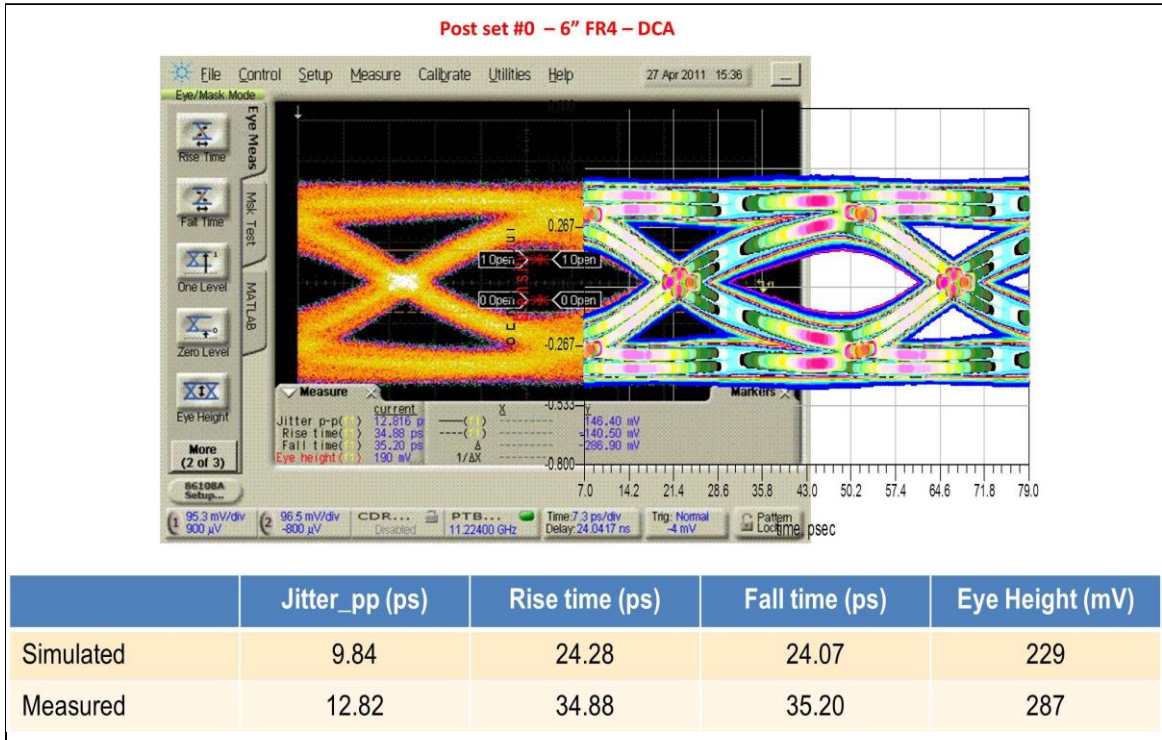 Post set #0 – 6” FR4 – DCA
File Control Setup Measure Calibrate Utilities Help 27 Apr 2011 15:36
Eye/Mask Mode
Eye Meas
Msk Test
MATLAB
Rise Time
Fall Time
One Level
Zero Level
Eye Height
More
(2 of 3)
86108A
Setup...
1 Open 1 Open
0 Open 0 Open
0.267
-0.267
-0.533
-0.800
7.0 14.2 21.4 28.6 35.8 43.0 50.2 57.4 64.6 71.8 79.0
time, psec
Measure
current
Jitter p-p( ) 12.816 p
Rise time( ) 34.88 ps
Fall time( ) 35.20 ps
Eye height( ) 190 mV
X
Δ
1/ΔX
Markers
Y
146.40 mV
-140.50 mV
-286.90 mV
1 95.3 mV/div
900 µV
2 96.5 mV/div
-800 µV
CDR...
Disabled
PTB...
11.22400 GHz
Time:7.3 ps/div
Delay:24.0417 ns
Trig: Normal
-4 mV
Pattern
Lock
Jitter_pp (ps) Rise time (ps) Fall time (ps) Eye Height (mV)
Simulated 9.84 24.28 24.07 229
Measured 12.82 34.88 35.20 287